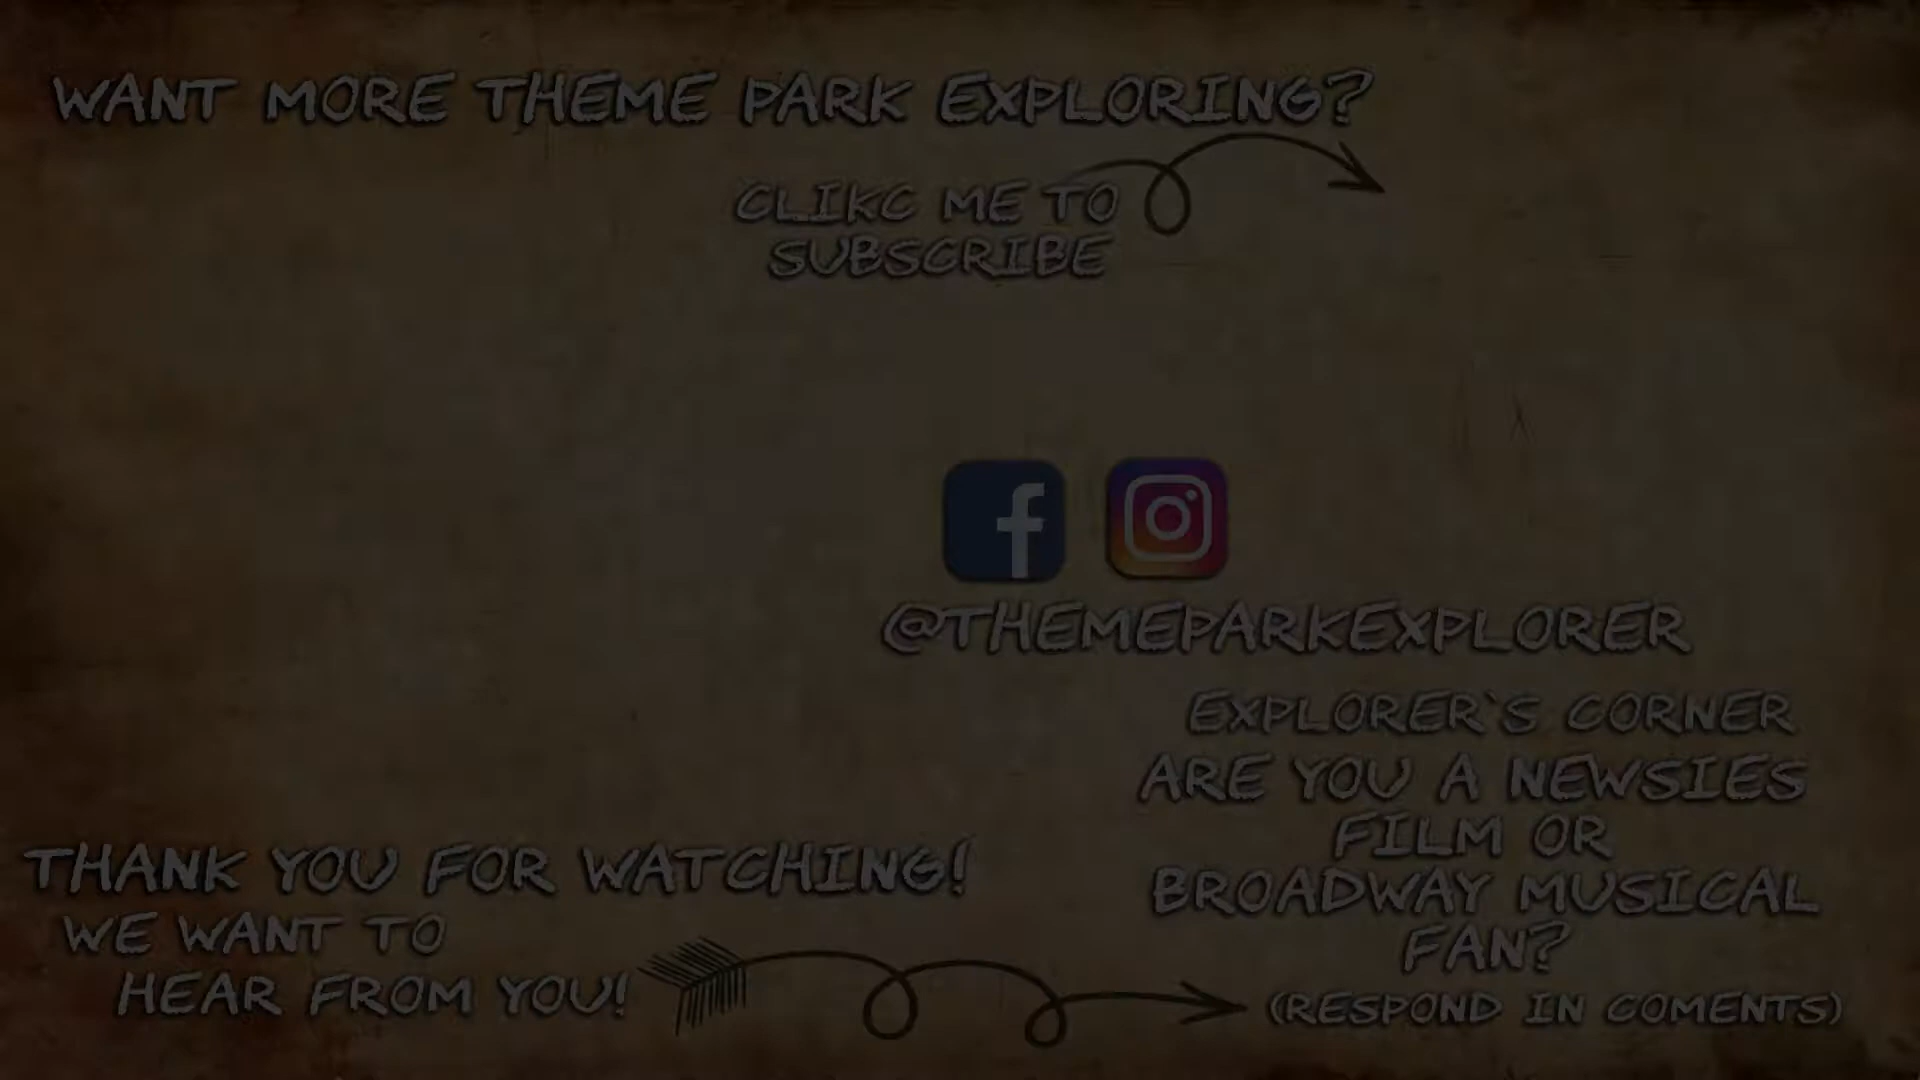 WANT MORE THEME PARK EXPLORING?
CLIKC ME TO
SUBSCRIBE
@THEMEPARKEXPLORER
EXPLORER`S CORNER
ARE YOU A NEWSIES
FILM OR
BROADWAY MUSICAL
FAN?
(RESPOND IN COMENTS)
THANK YOU FOR WATCHING!
WE WANT TO
HEAR FROM YOU!